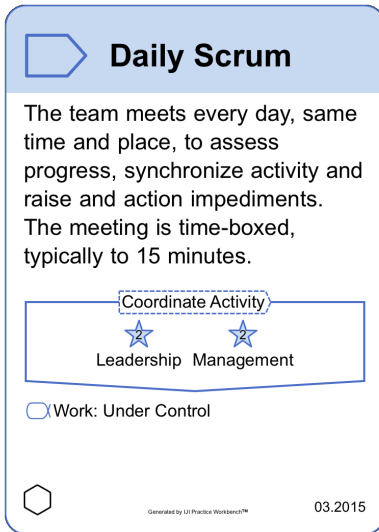 Daily Scrum
The team meets every day, same
time and place, to assess
progress, synchronize activity and
raise and action impediments.
The meeting is time-boxed,
typically to 15 minutes.
Coordinate Activity
2 2
Leadership Management
Work: Under Control
Generated by IJI Practice Workbench™
03.2015